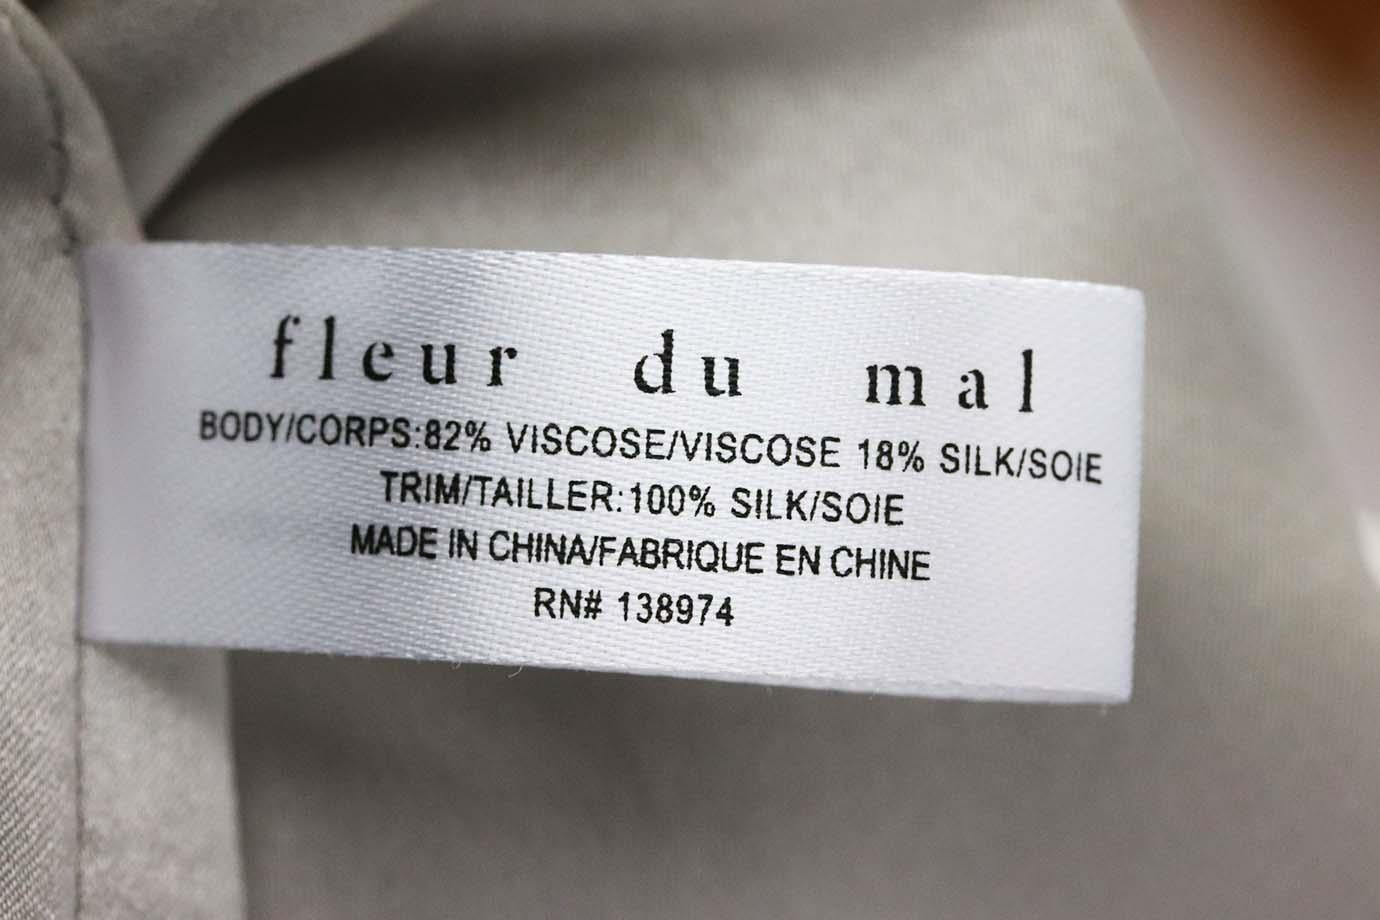 fleur du mal
BODY/CORPS:82% VISCOSE/VISCOSE 18% SILK/SOIE
TRIM/TAILLER:100% SILK/SOIE
MADE IN CHINA/FABRIQUE EN CHINE
RN# 138974